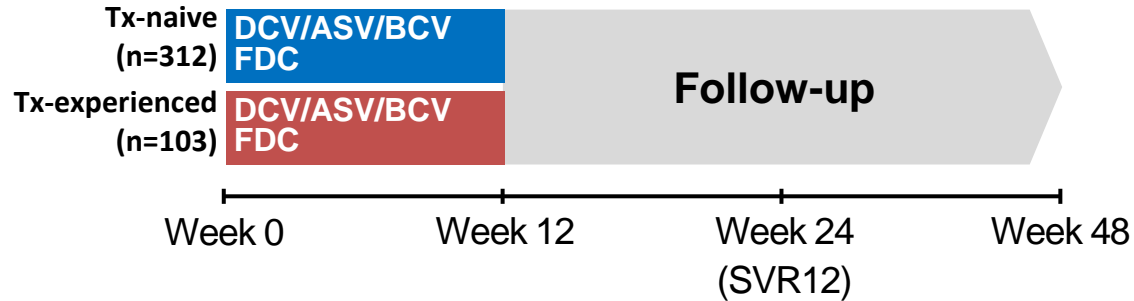 Tx-naive
(n=312)
DCV/ASV/BCV
FDC
Tx-experienced
(n=103)
DCV/ASV/BCV
FDC
Follow-up
Week 0
Week 12
Week 24
(SVR12)
Week 48